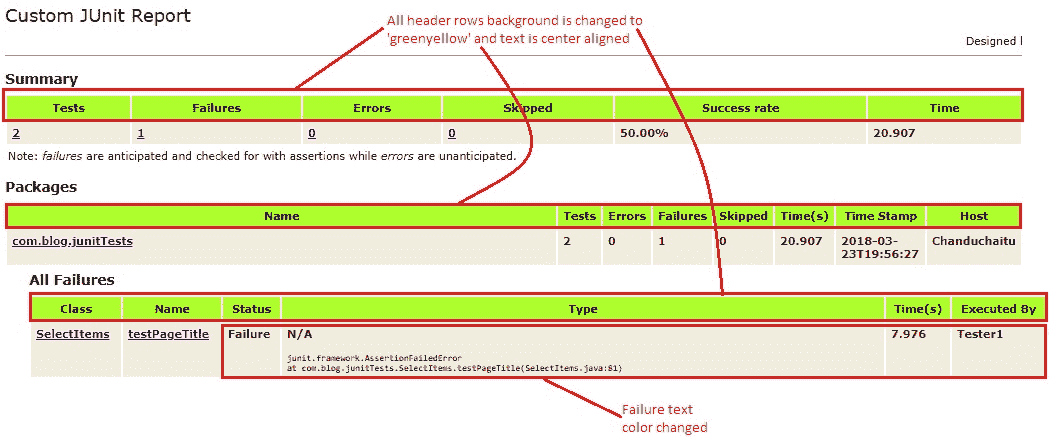 Custom JUnit Report
All header rows background is changed to
'greenyellow' and text is center aligned
Designed
Summary
Tests Failures Errors Skipped Success rate Time
2 1 0 0 50.00% 20.907
Note: failures are anticipated and checked for with assertions while errors are unanticipated.
Packages
Name Tests Errors Failures Skipped Time(s) Time Stamp Host
com.blog.junitTests 2 0 1 0 20.907 2018-03-
23T19:56:27 Chanduchaitu
All Failures
Class Name Status Type Time(s) Executed By
SelectItems testPageTitle Failure N/A 7.976 Tester1
junit.framework.AssertionFailedError
at com.blog.junitTests.SelectItems.testPageTitle(SelectItems.java:81)
Failure text
color changed